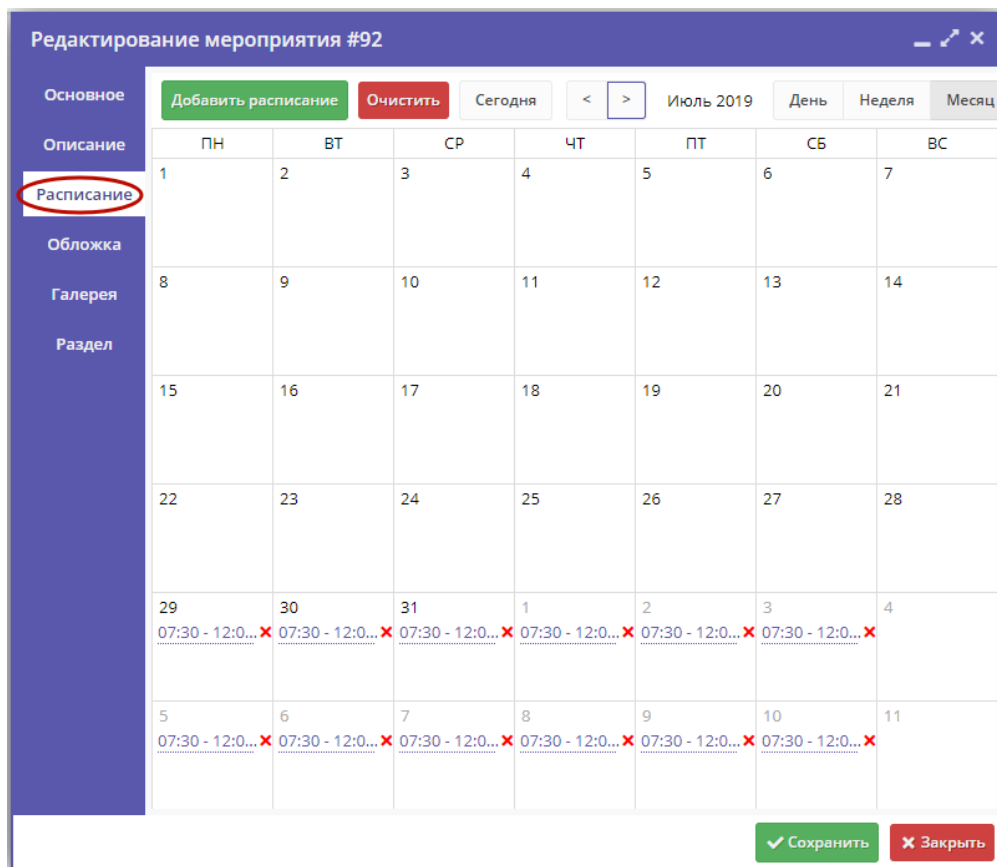 Редактирование мероприятия #92
Основное
Описание
Расписание
Обложка
Галерея
Раздел
Добавить расписание Очистить Сегодня < > Июль 2019 День Неделя Месяц
ПН ВТ СР ЧТ ПТ СБ ВС
1 2 3 4 5 6 7
8 9 10 11 12 13 14
15 16 17 18 19 20 21
22 23 24 25 26 27 28
29 30 31 1 2 3 4
07:30 - 12:0... 07:30 - 12:0... 07:30 - 12:0... 07:30 - 12:0... 07:30 - 12:0... 07:30 - 12:0...
5 6 7 8 9 10 11
07:30 - 12:0... 07:30 - 12:0... 07:30 - 12:0... 07:30 - 12:0... 07:30 - 12:0... 07:30 - 12:0...
Сохранить Закрыть